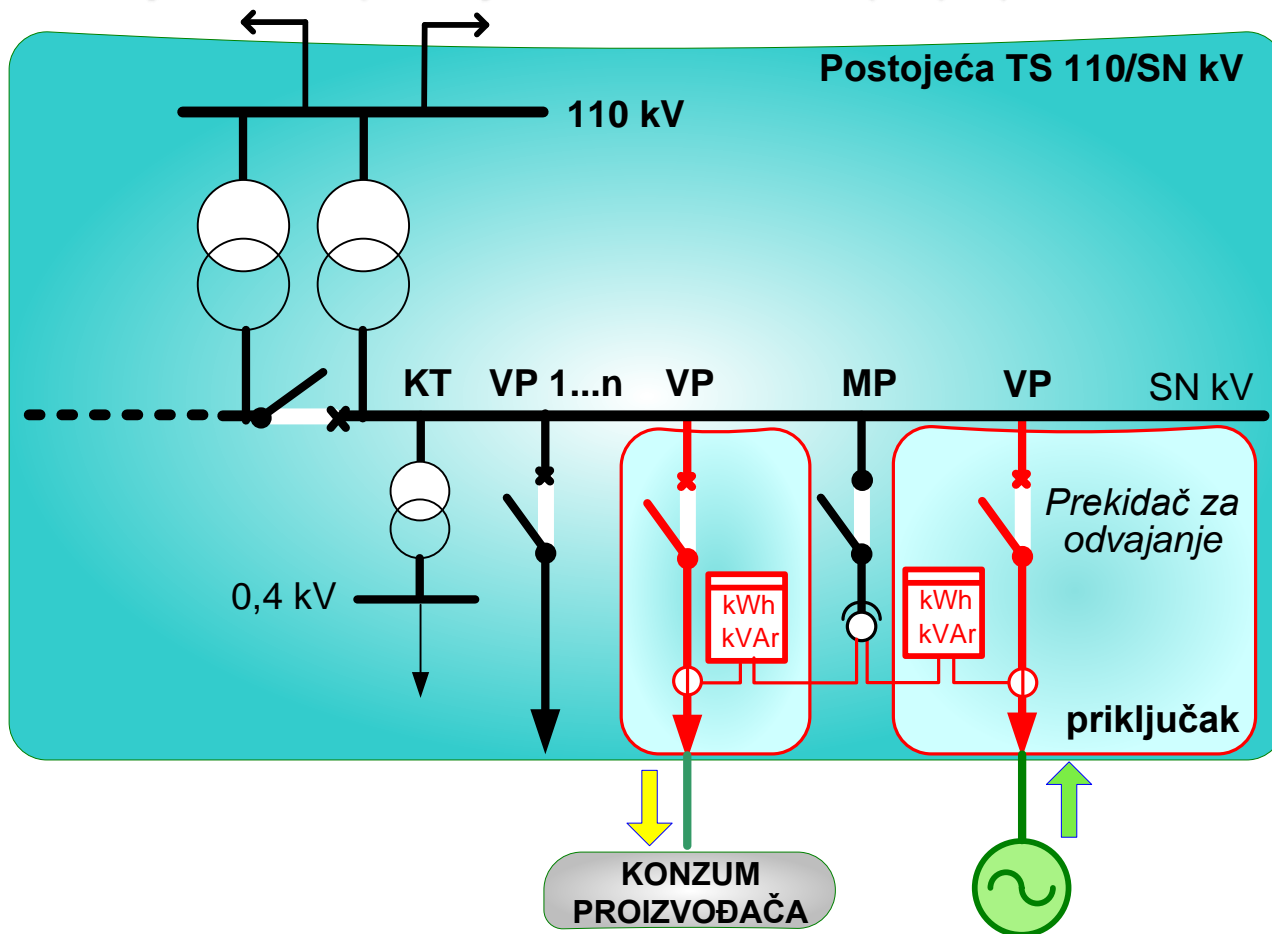 Postojeća TS 110/SN kV
110 kV
KT
VP 1...n
VP
MP
VP
SN kV
Prekidač za
odvajanje
0,4 kV
kWh
kVAr
kWh
kVAr
priključak
KONZUM
PROIZVOĐAČA